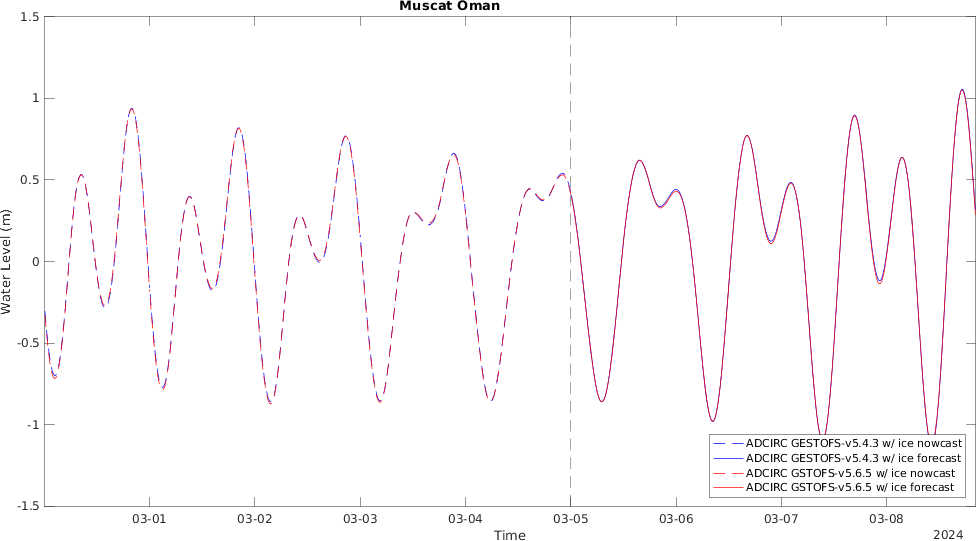 Muscat Oman
1.5
1
0.5
0
-0.5
-1
-1.5
Water Level (m)
03-01 03-02 03-03 03-04 03-05 03-06 03-07 03-08
Time
2024
ADCIRC GESTOFS-v5.4.3 w/ ice nowcast
ADCIRC GESTOFS-v5.4.3 w/ ice forecast
ADCIRC GSTOFS-v5.6.5 w/ ice nowcast
ADCIRC GSTOFS-v5.6.5 w/ ice forecast